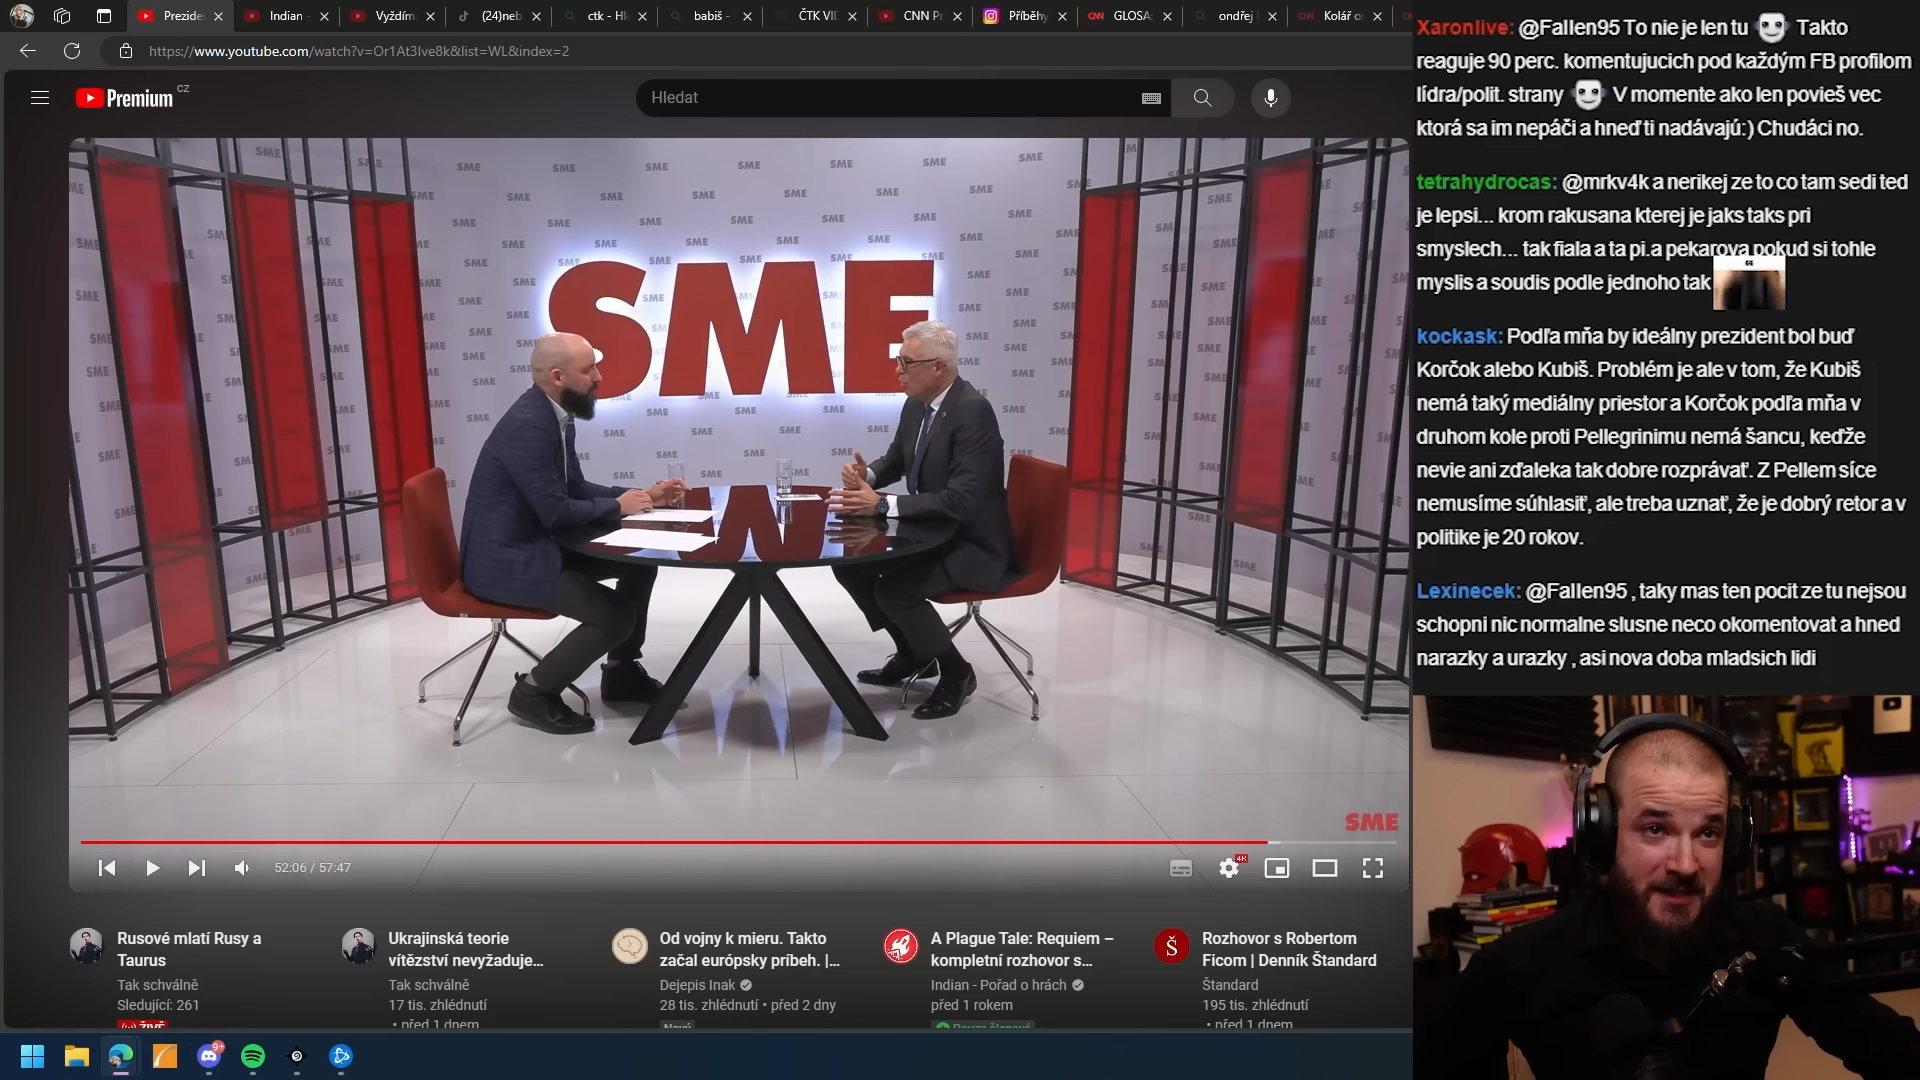 Prezide
Indian -
Vyždím
(24)neb
ctk - Hl
babiš -
ČTK VI
CNN P
Příběhy
GLOSA:
ondřej
Kolář o
https://www.youtube.com/watch?v=Or1At3lve8k&list=WL&index=2
Premium CZ
Hledat
SME
SME
52:06 / 57:47
4K
Rusové mlatí Rusy a
Taurus
Tak schválně
Sledující: 261
ŽIVĚ
Ukrajinská teorie
vítězství nevyžaduje...
Tak schválně
17 tis. zhlédnutí
• před 1 dnem
Od vojny k mieru. Takto
začal európsky príbeh. |...
Dejepis Inak
28 tis. zhlédnutí • před 2 dny
Nový
A Plague Tale: Requiem –
kompletní rozhovor s...
Indian - Pořad o hrách
před 1 rokem
Pouze členové
Š
Rozhovor s Robertom
Ficom | Denník Štandard
Štandard
195 tis. zhlédnutí
• před 1 dnem
9+
Xaronlive: @Fallen95 To nie je len tu Takto
reaguje 90 perc. komentujucich pod každým FB profilom
lídra/polit. strany V momente ako len povieš vec
ktorá sa im nepáči a hneď ti nadávajú:) Chudáci no.
tetrahydrocas: @mrkv4k a nerikej ze to co tam sedi ted
je lepsi... krom rakusana kterej je jaks taks pri
smyslech... tak fiala a ta pi.a pekarova pokud si tohle
myslis a soudis podle jednoho tak
kockask: Podľa mňa by ideálny prezident bol buď
Korčok alebo Kubiš. Problém je ale v tom, že Kubiš
nemá taký mediálny priestor a Korčok podľa mňa v
druhom kole proti Pellegrinimu nemá šancu, keďže
nevie ani zďaleka tak dobre rozprávať. Z Pellem síce
nemusíme súhlasiť, ale treba uznať, že je dobrý retor a v
politike je 20 rokov.
Lexinecek: @Fallen95 , taky mas ten pocit ze tu nejsou
schopni nic normalne slusne neco okomentovat a hned
narazky a urazky , asi nova doba mladsich lidi